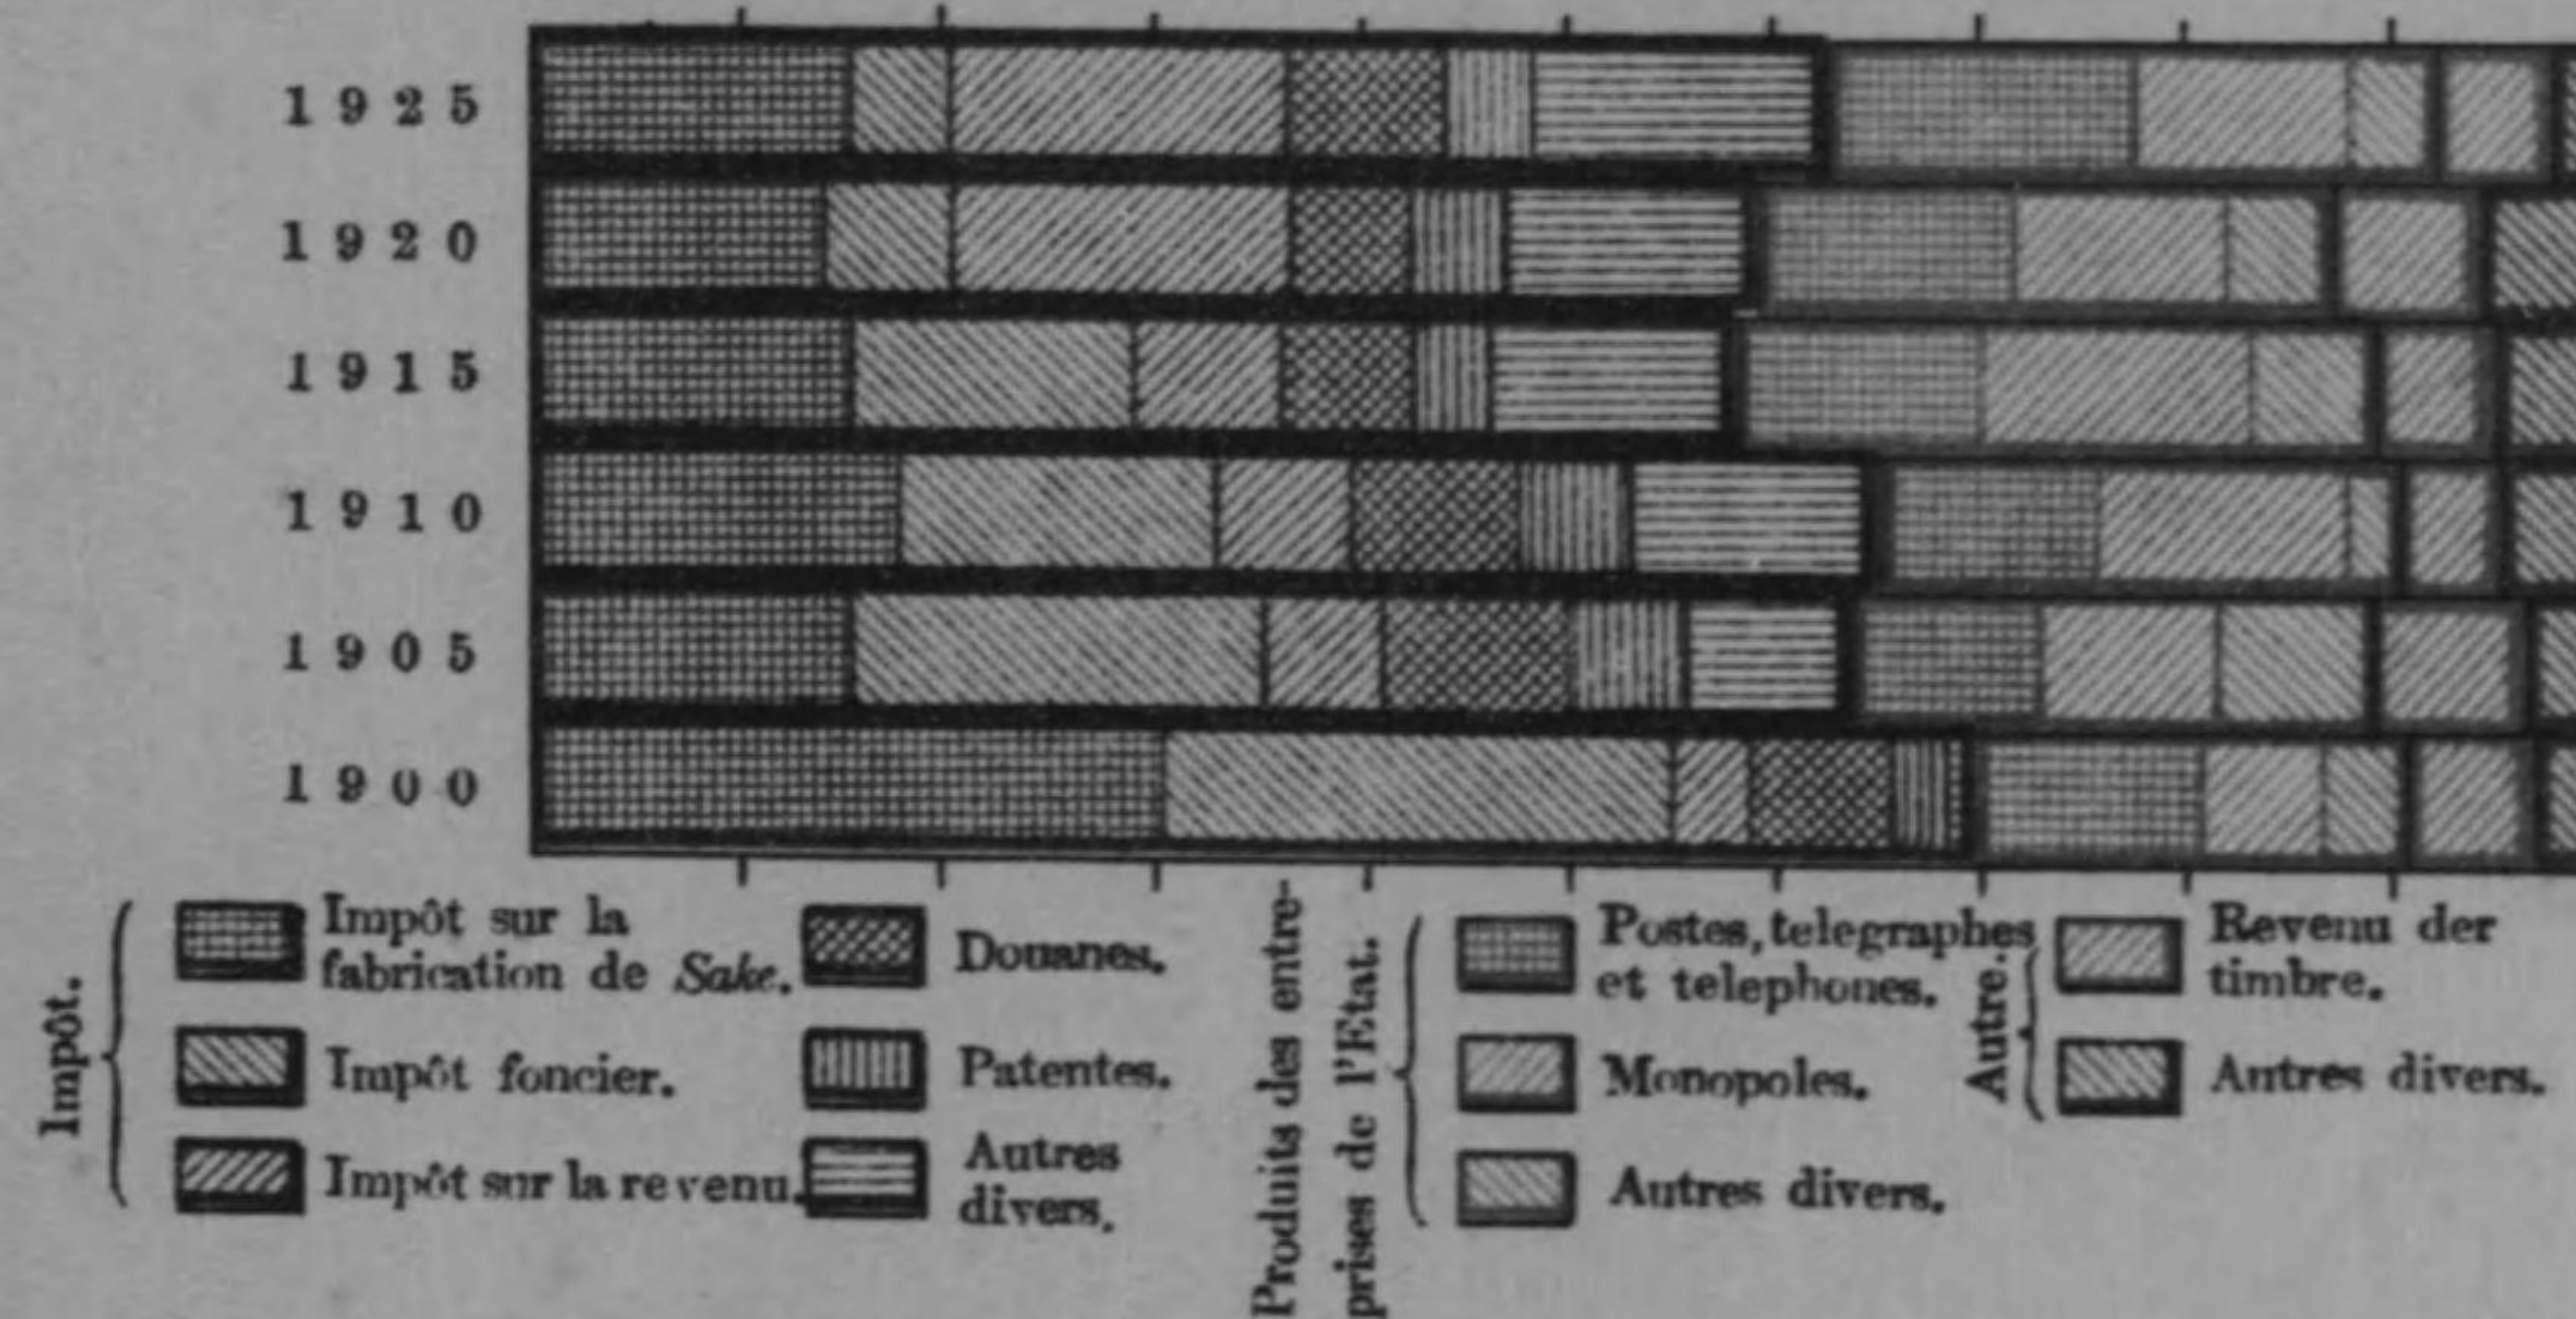 1925
1920
1915
1910
1905
1900
Impôt.
Impôt sur la
fabrication de Sake.
Impôt foncier.
Impôt sur la revenu.
Douanes.
Patentes.
Autres
divers.
Produits des entre-
prises de l'Etat.
Postes, telegraphes
et telephones.
Monopoles.
Autres divers.
Autre.
Revenu der
timbre.
Autres divers.